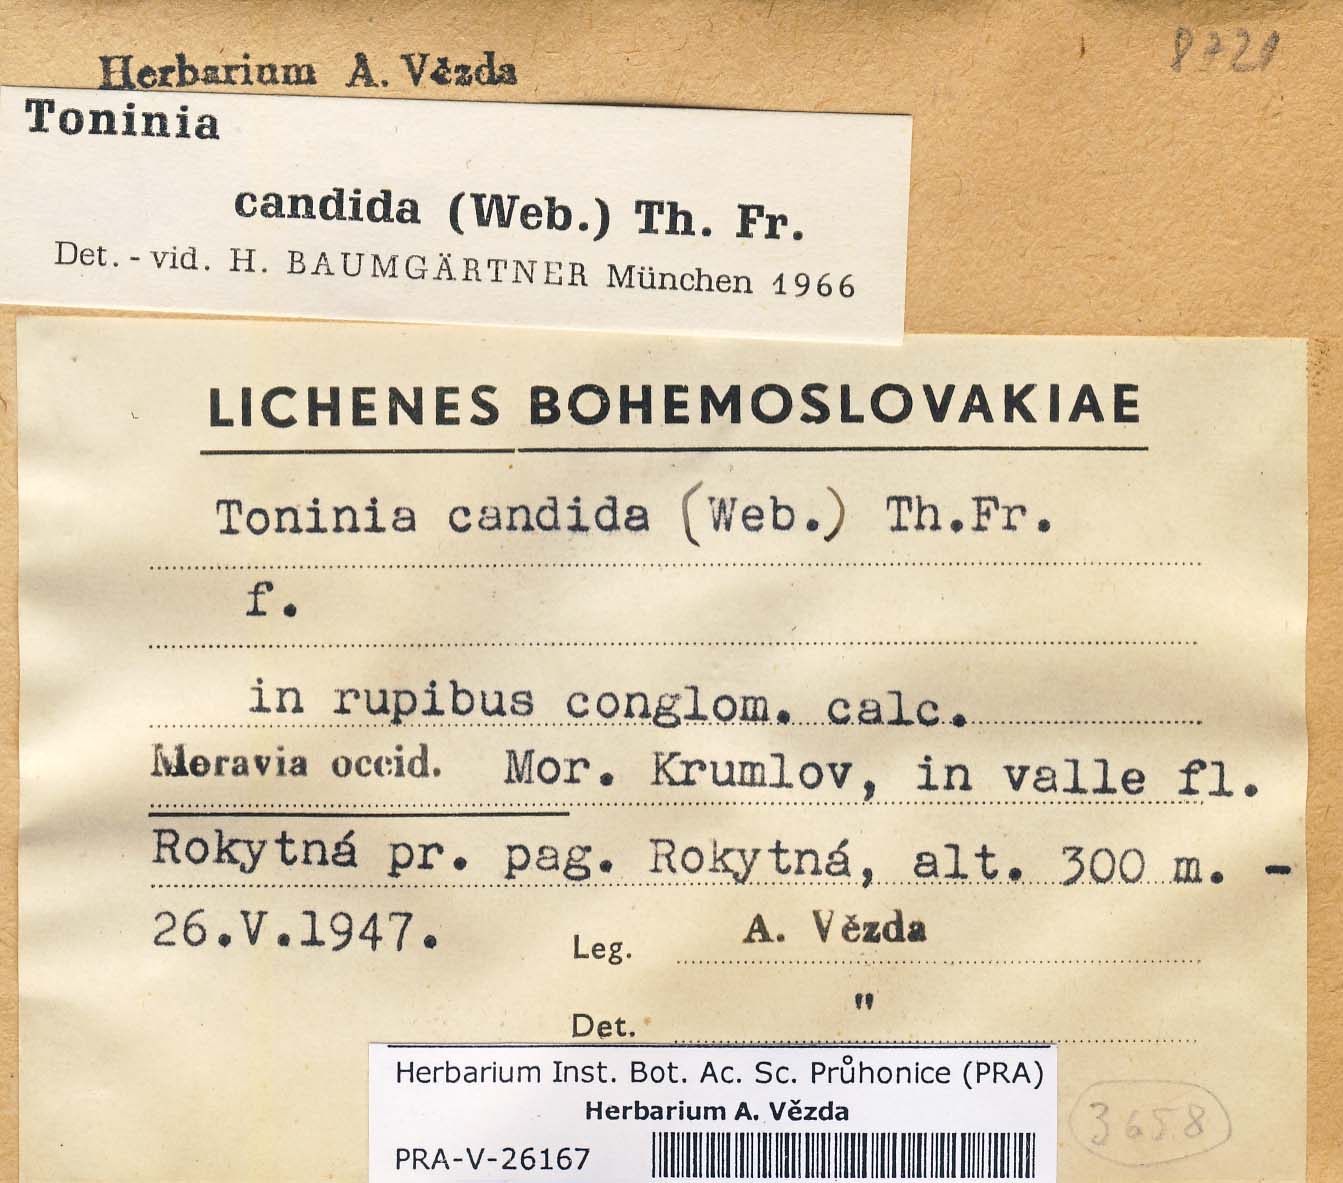 8721
Herbarium A. Vězda
Toninia
candida (Web.) Th. Fr.
Det. - vid. H. BAUMGÄRTNER München 1966
LICHENES BOHEMOSLOVAKIAE
Toninia candida (Web.) Th.Fr.
f.
in rupibus conglom. calc.
Moravia occid. Mor. Krumlov, in valle fl.
Rokytná pr. pag. Rokytná, alt. 300 m. -
26.V.1947. Leg. A. Vězda
Det. "
Herbarium Inst. Bot. Ac. Sc. Průhonice (PRA)
Herbarium A. Vězda
PRA-V-26167
3658